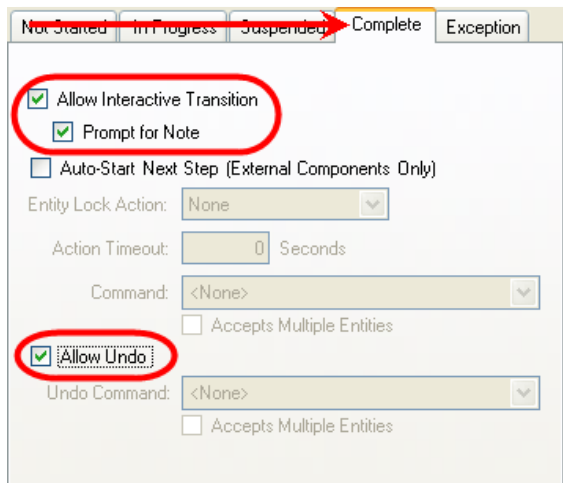 Not Started In Progress Suspended Complete Exception
Allow Interactive Transition
Prompt for Note
Auto-Start Next Step (External Components Only)
Entity Lock Action: None
Action Timeout: 0 Seconds
Command: <None>
Accepts Multiple Entities
Allow Undo
Undo Command: <None>
Accepts Multiple Entities